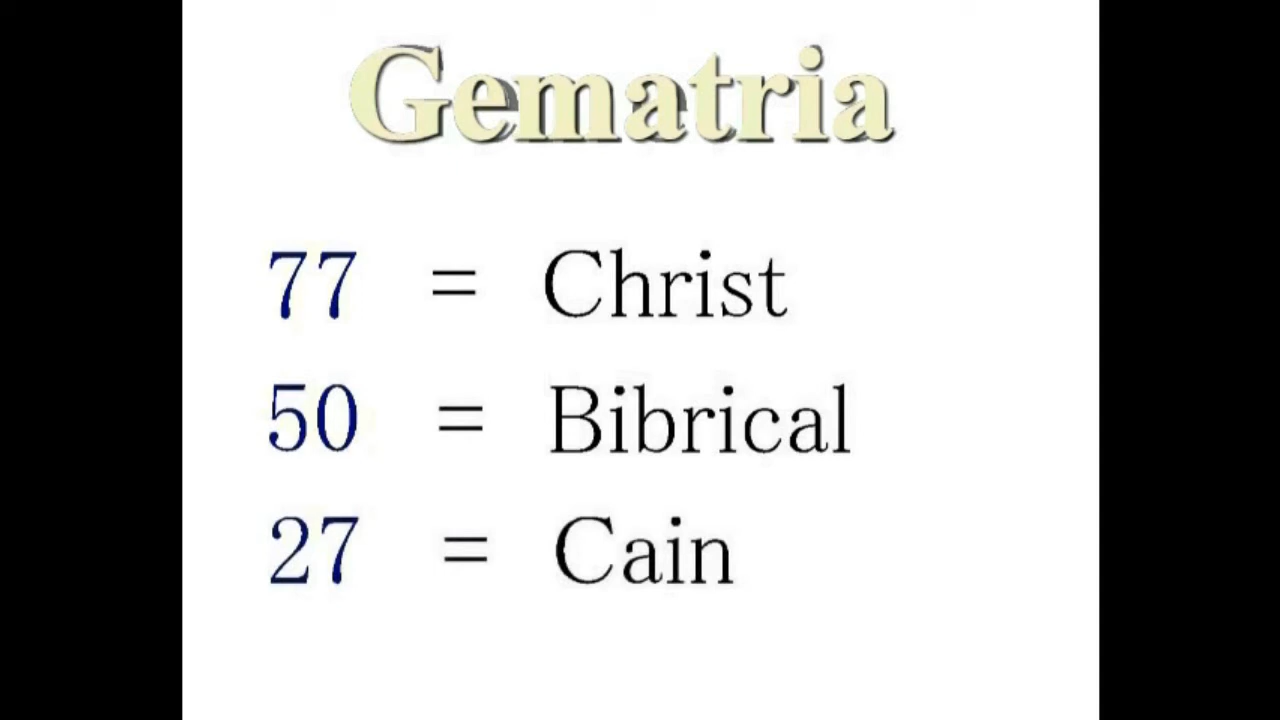 Gematria
77 = Christ
50 = Bibrical
27 = Cain